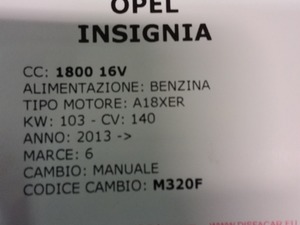 OPEL
INSIGNIA
CC: 1800 16V
ALIMENTAZIONE: BENZINA
TIPO MOTORE: A18XER
KW: 103 - CV: 140
ANNO: 2013 ->
MARCE: 6
CAMBIO: MANUALE
CODICE CAMBIO: M320F